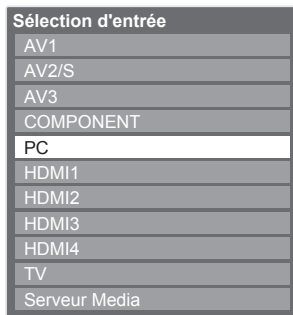 Sélection d'entrée
AV1
AV2/S
AV3
COMPONENT
PC
HDMI1
HDMI2
HDMI3
HDMI4
TV
Serveur Media